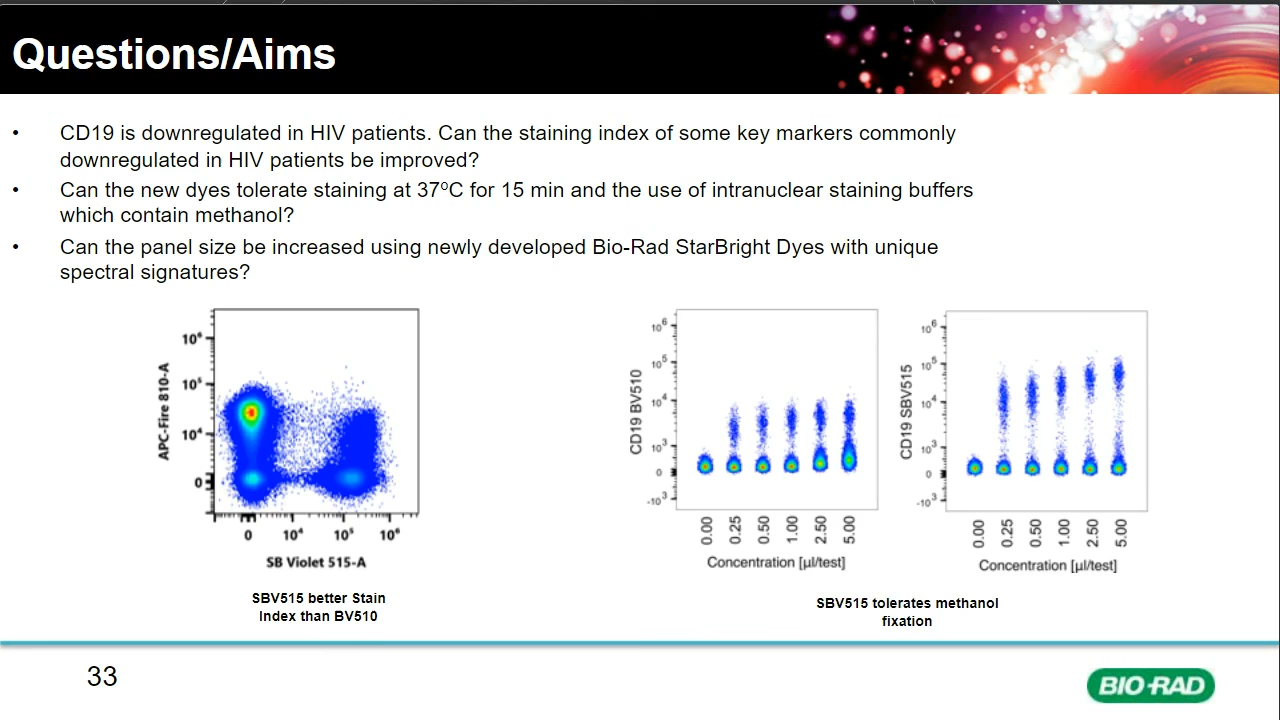 Questions/Aims
• CD19 is downregulated in HIV patients. Can the staining index of some key markers commonly
downregulated in HIV patients be improved?
• Can the new dyes tolerate staining at 37ºC for 15 min and the use of intranuclear staining buffers
which contain methanol?
• Can the panel size be increased using newly developed Bio-Rad StarBright Dyes with unique
spectral signatures?
APC-Fire 810-A
10⁶
10⁵
10⁴
0
0 10⁴ 10⁵ 10⁶
SB Violet 515-A
SBV515 better Stain
Index than BV510
CD19 BV510
10⁶
10⁵
10⁴
10³
0
-10³
0.00 0.25 0.50 1.00 2.50 5.00
Concentration [µl/test]
CD19 SBV515
10⁶
10⁵
10⁴
10³
0
-10³
0.00 0.25 0.50 1.00 2.50 5.00
Concentration [µl/test]
SBV515 tolerates methanol
fixation
33
BIO-RAD